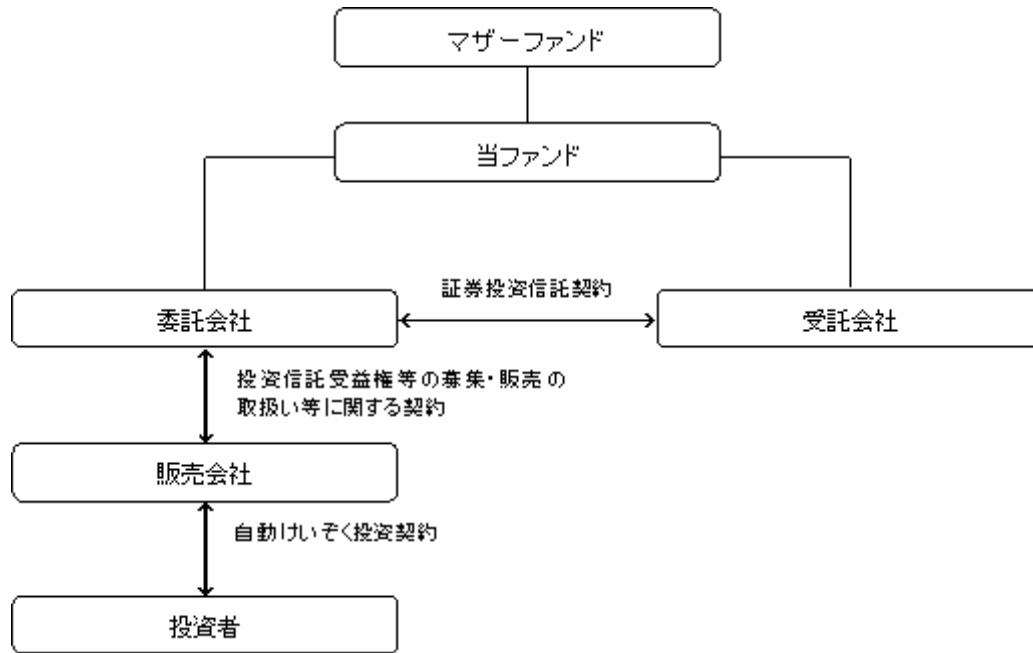 マザーファンド
当ファンド
証券投資信託契約
委託会社
受託会社
投資信託受益権等の募集・販売の
取扱い等に関する契約
販売会社
自動けいぞく投資契約
投資者